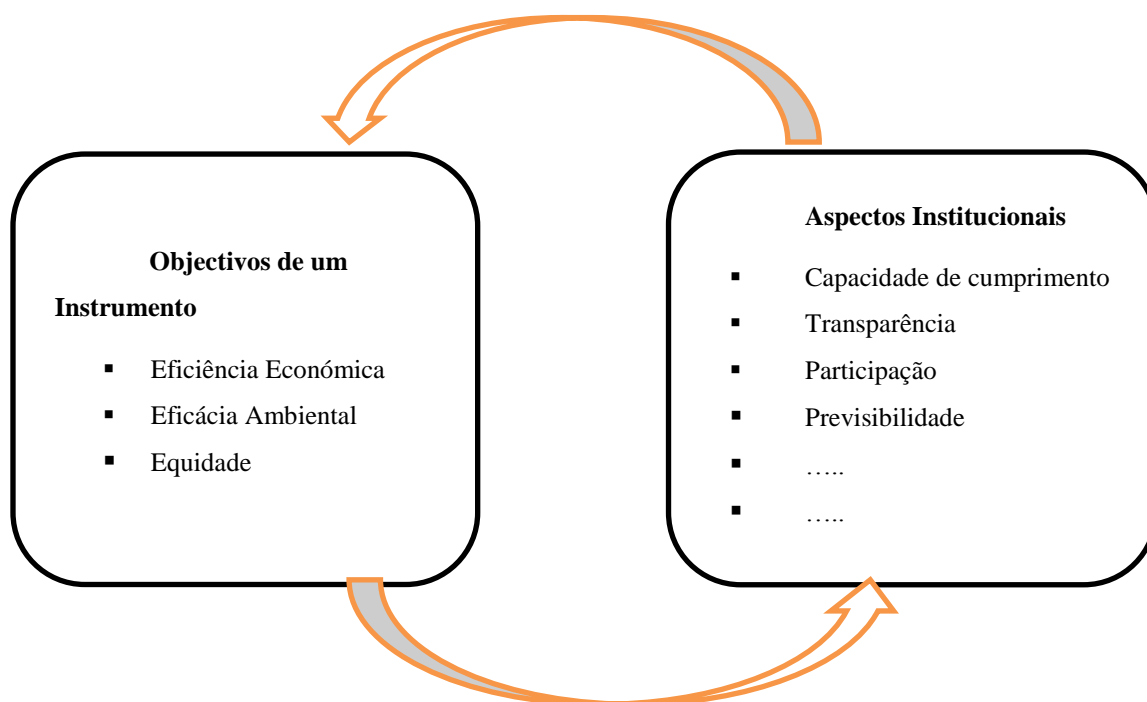 Objectivos de um
Instrumento
▪ Eficiência Económica
▪ Eficácia Ambiental
▪ Equidade
Aspectos Institucionais
▪ Capacidade de cumprimento
▪ Transparência
▪ Participação
▪ Previsibilidade
▪ …..
▪ …..